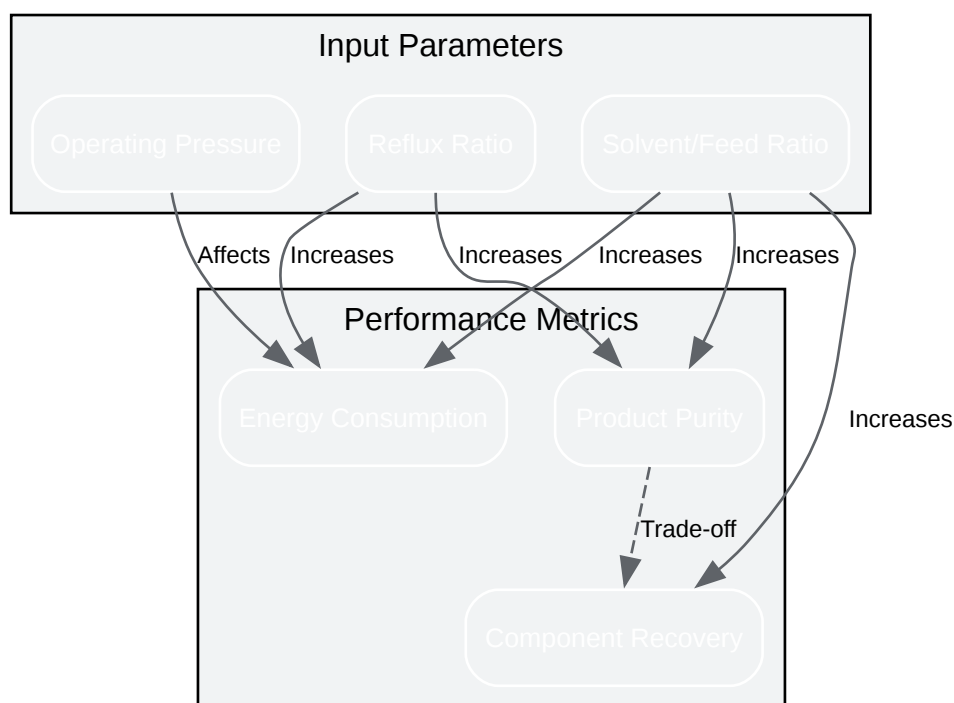 Input Parameters
Operating Pressure
Reflux Ratio
Solvent/Feed Ratio
Affects
Increases
Increases
Increases
Increases
Performance Metrics
Energy Consumption
Product Purity
Increases
Trade-off
Component Recovery